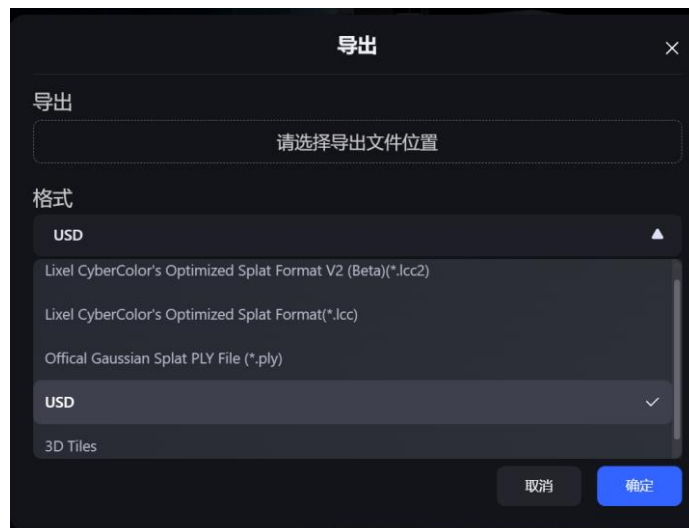 导出
导出
请选择导出文件位置
格式
USD
Lixel CyberColor's Optimized Splat Format V2 (Beta)(*.lcc2)
Lixel CyberColor's Optimized Splat Format(*.lcc)
Offical Gaussian Splat PLY File (*.ply)
USD
3D Tiles
取消
确定